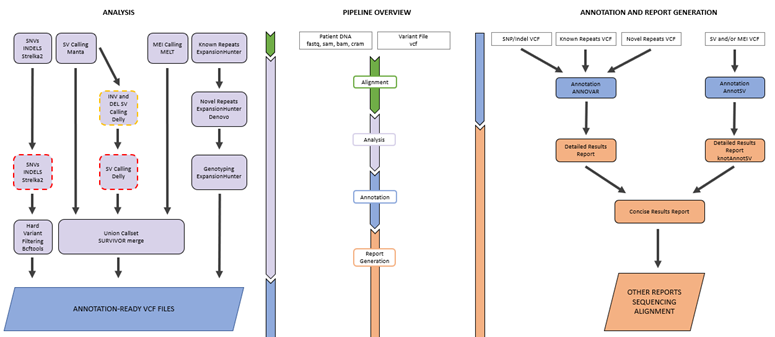 ANALYSIS
SNVs
INDELS
Strelka2
SV Calling
Manta
MEI Calling
MELT
Known Repeats
ExpansionHunter
INV and
DEL SV
Calling
Delly
Novel Repeats
ExpansionHunter
Denovo
SNVs
INDELS
Strelka2
SV Calling
Delly
Genotyping
ExpansionHunter
Hard
Variant
Filtering
Bcftools
Union Callset
SURVIVOR merge
ANNOTATION-READY VCF FILES
PIPELINE OVERVIEW
Patient DNA
fastq, sam, bam, cram
Variant File
vcf
Alignment
Analysis
Annotation
Report
Generation
ANNOTATION AND REPORT GENERATION
SNP/Indel VCF
Known Repeats VCF
Novel Repeats VCF
SV and/or MEI VCF
Annotation
ANNOVAR
Annotation
AnnotSV
Detailed Results
Report
Detailed Results
Report
knotAnnotSV
Concise Results Report
OTHER REPORTS
SEQUENCING
ALIGNMENT